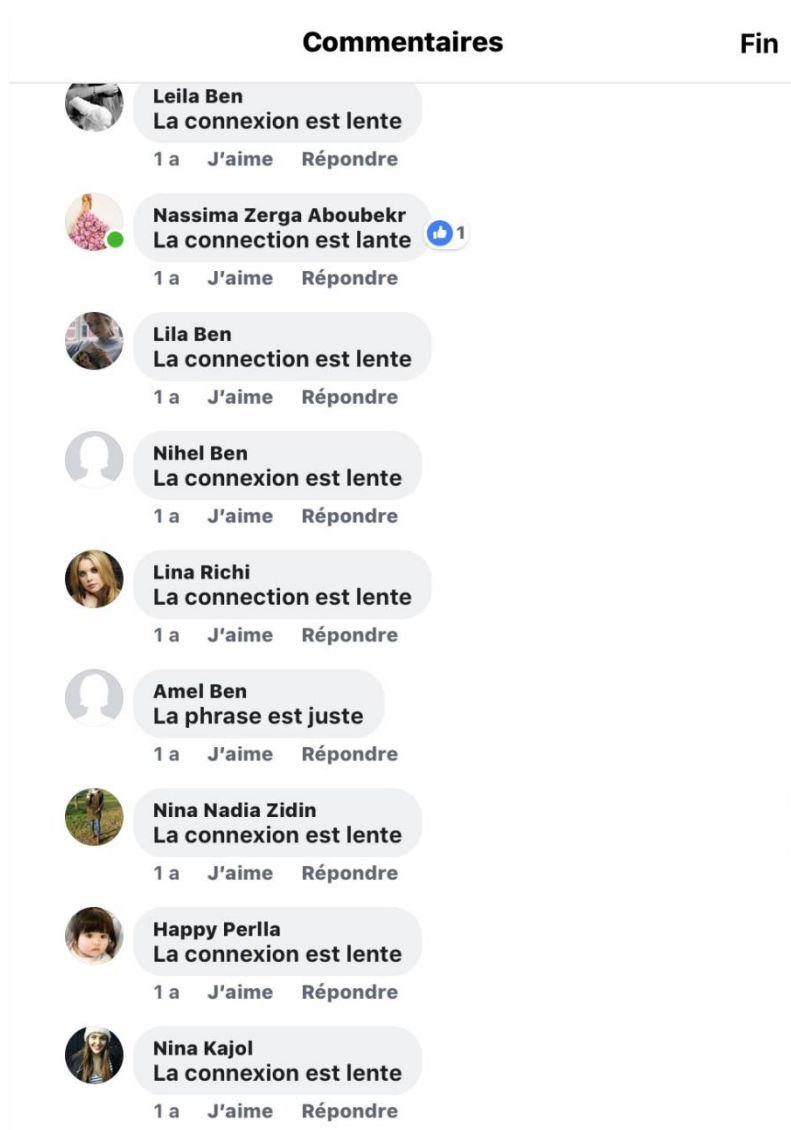 Commentaires Fin
Leila Ben
La connexion est lente
1 a J'aime Répondre
Nassima Zerga Aboubekr
La connection est lante 1
1 a J'aime Répondre
Lila Ben
La connection est lente
1 a J'aime Répondre
Nihel Ben
La connexion est lente
1 a J'aime Répondre
Lina Richi
La connection est lente
1 a J'aime Répondre
Amel Ben
La phrase est juste
1 a J'aime Répondre
Nina Nadia Zidin
La connexion est lente
1 a J'aime Répondre
Happy Perlla
La connexion est lente
1 a J'aime Répondre
Nina Kajol
La connexion est lente
1 a J'aime Répondre